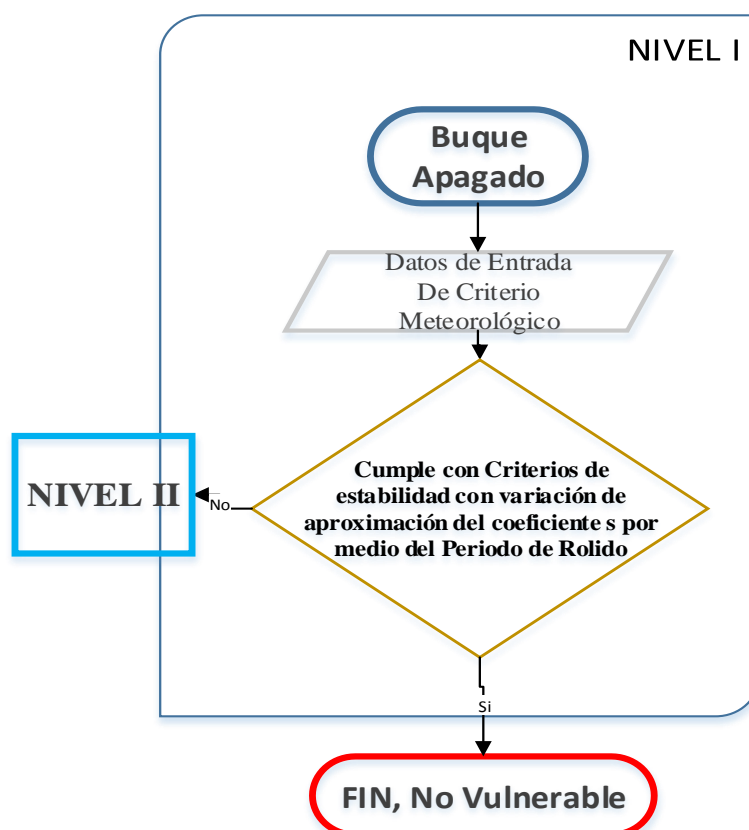 NIVEL I
Buque
Apagado
Datos de Entrada
De Criterio
Meteorológico
Cumple con Criterios de
estabilidad con variación de
aproximación del coeficiente s por
medio del Periodo de Rolido
NIVEL II
No
Si
FIN, No Vulnerable